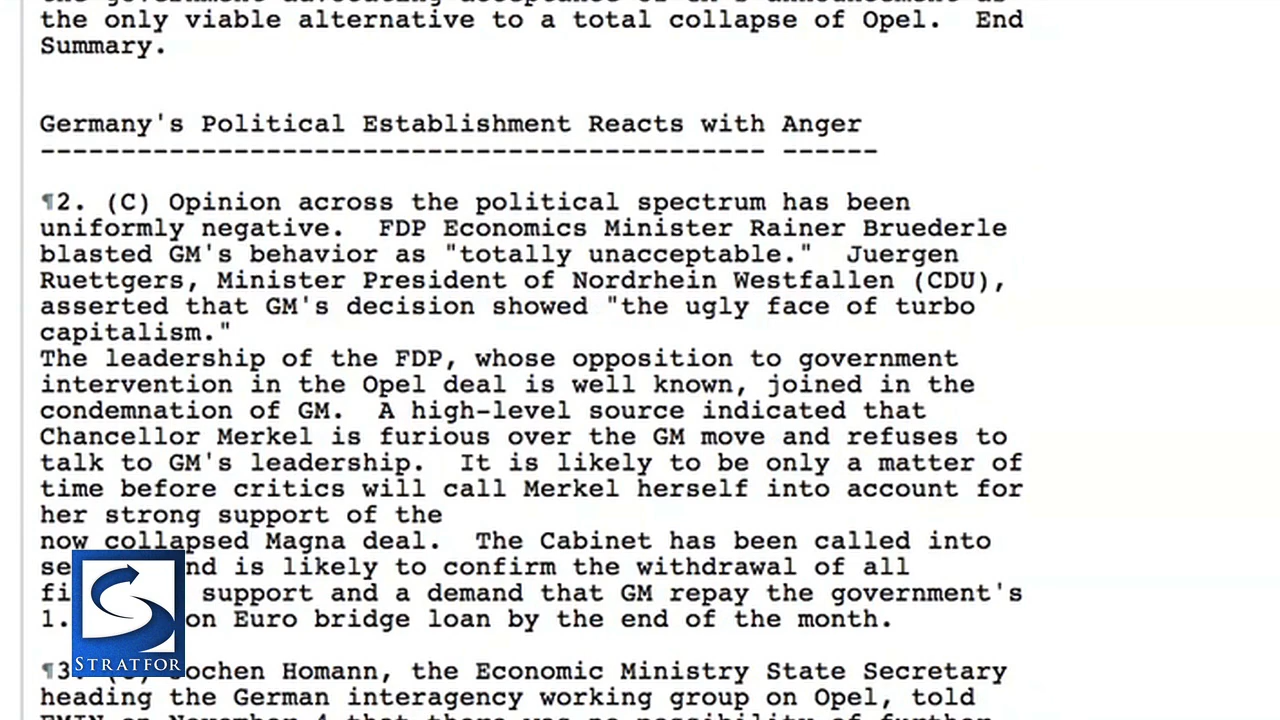 the only viable alternative to a total collapse of Opel.  End
Summary.
Germany's Political Establishment Reacts with Anger
--------------------------------------------- ------
¶2. (C) Opinion across the political spectrum has been
uniformly negative.  FDP Economics Minister Rainer Bruederle
blasted GM's behavior as "totally unacceptable."  Juergen
Ruettgers, Minister President of Nordrhein Westfallen (CDU),
asserted that GM's decision showed "the ugly face of turbo
capitalism."
The leadership of the FDP, whose opposition to government
intervention in the Opel deal is well known, joined in the
condemnation of GM.  A high-level source indicated that
Chancellor Merkel is furious over the GM move and refuses to
talk to GM's leadership.  It is likely to be only a matter of
time before critics will call Merkel herself into account for
her strong support of the
now collapsed Magna deal.  The Cabinet has been called into
is likely to confirm the withdrawal of all
support and a demand that GM repay the government's
Euro bridge loan by the end of the month.
STRATFOR
¶3. Jochen Homann, the Economic Ministry State Secretary
heading the German interagency working group on Opel, told